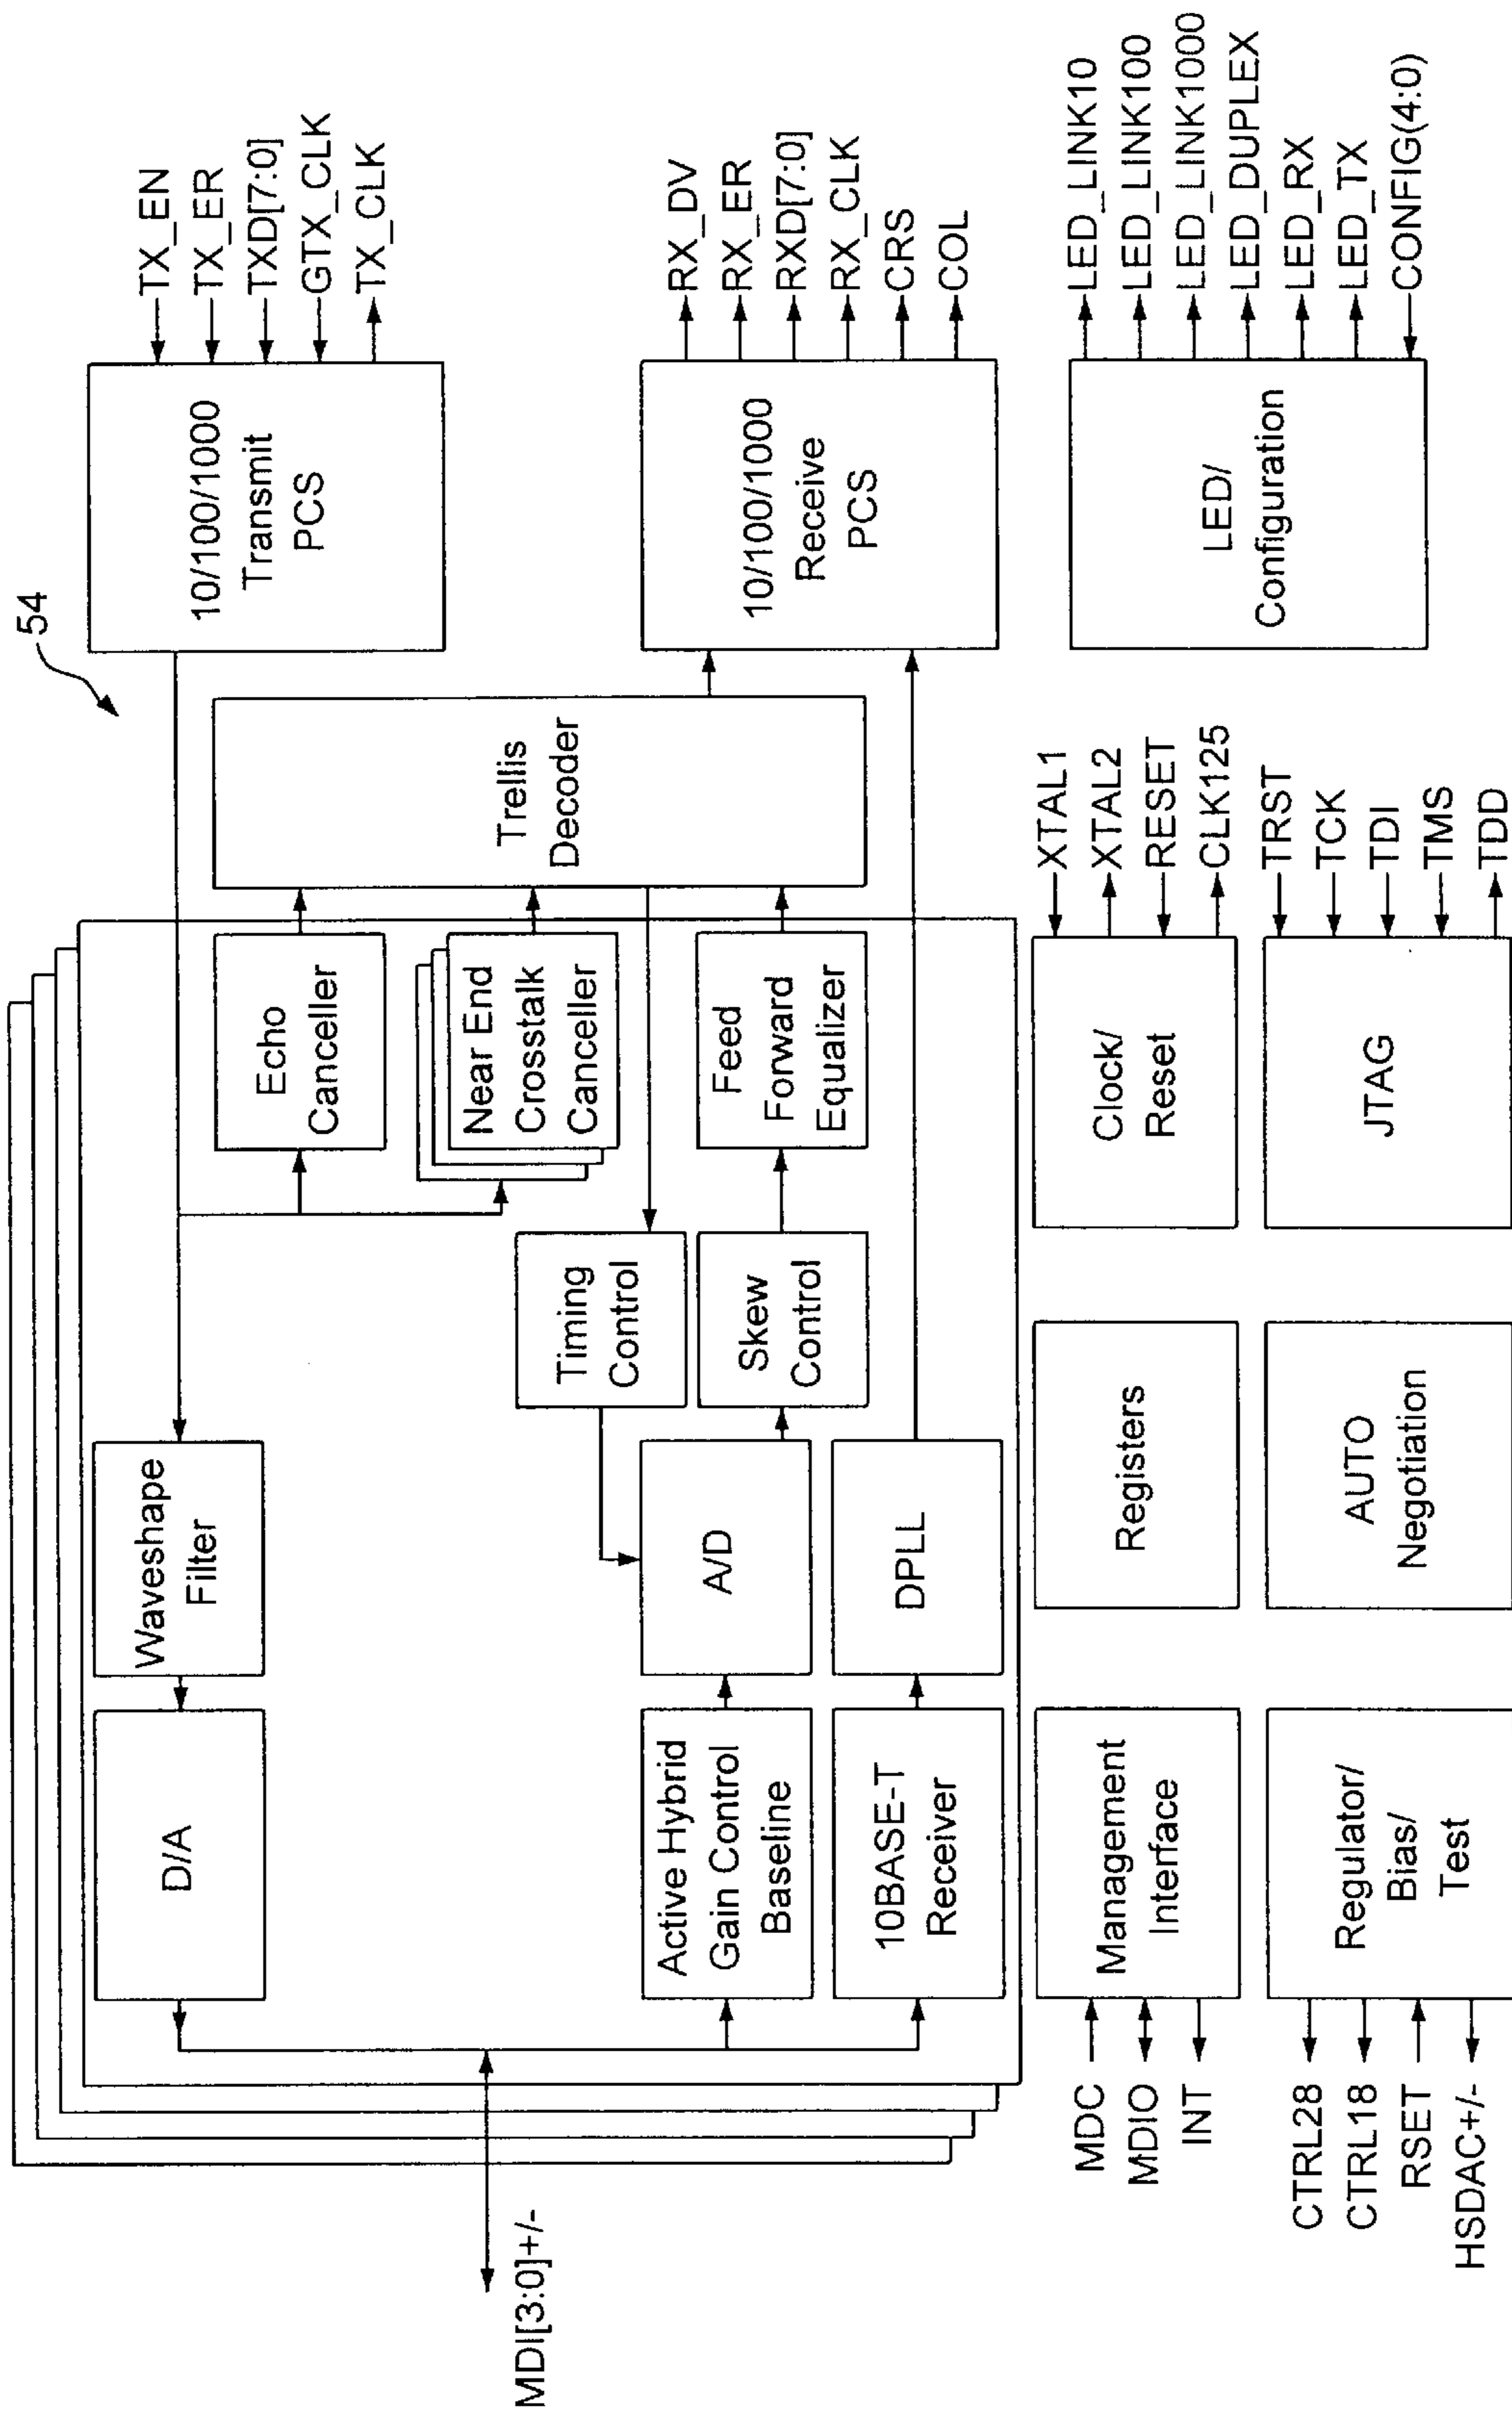 54
MDI[3:0]+/-
D/A
Waveshape
Filter
Echo
Canceller
Near End
Crosstalk
Canceller
Timing
Control
Active Hybrid
Gain Control
Baseline
A/D
Skew
Control
Feed
Forward
Equalizer
10BASE-T
Receiver
DPLL
Trellis
Decoder
10/100/1000
Transmit
PCS
TX_EN
TX_ER
TXD[7:0]
GTX_CLK
TX_CLK
10/100/1000
Receive
PCS
RX_DV
RX_ER
RXD[7:0]
RX_CLK
CRS
COL
MDC
MDIO
INT
Management
Interface
Registers
Clock/
Reset
XTAL1
XTAL2
RESET
CLK125
LED/
Configuration
LED_LINK10
LED_LINK100
LED_LINK1000
LED_DUPLEX
LED_RX
LED_TX
CONFIG(4:0)
CTRL28
CTRL18
RSET
HSDAC+/-
Regulator/
Bias/
Test
AUTO
Negotiation
JTAG
TRST
TCK
TDI
TMS
TDD